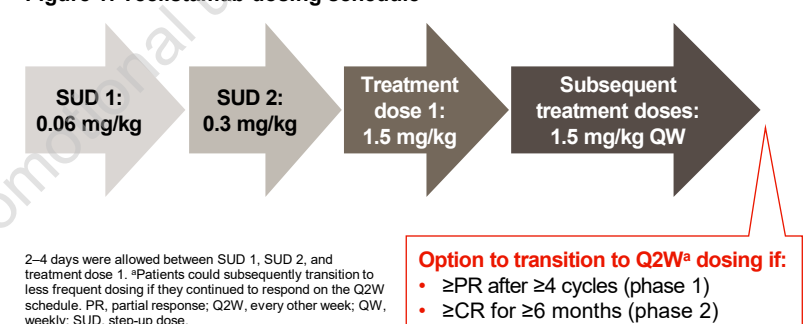 SUD 1:
0.06 mg/kg
SUD 2:
0.3 mg/kg
Treatment
dose 1:
1.5 mg/kg
Subsequent
treatment doses:
1.5 mg/kg QW
2–4 days were allowed between SUD 1, SUD 2, and
treatment dose 1. ᵃPatients could subsequently transition to
less frequent dosing if they continued to respond on the Q2W
schedule. PR, partial response; Q2W, every other week; QW,
weekly; SUD, step-up dose.
Option to transition to Q2Wᵃ dosing if:
• ≥PR after ≥4 cycles (phase 1)
• ≥CR for ≥6 months (phase 2)